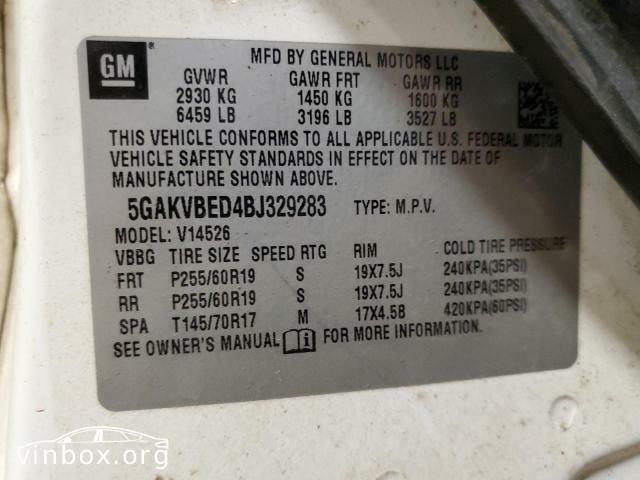 GM ®
MFD BY GENERAL MOTORS LLC
GVWR GAWR FRT GAWR RR
2930 KG 1450 KG 1600 KG
6459 LB 3196 LB 3527 LB
THIS VEHICLE CONFORMS TO ALL APPLICABLE U.S. FEDERAL MOTOR
VEHICLE SAFETY STANDARDS IN EFFECT ON THE DATE OF
MANUFACTURE SHOWN ABOVE.
5GAKVBED4BJ329283 TYPE: M.P.V.
MODEL: V14526
VBBG TIRE SIZE SPEED RTG RIM COLD TIRE PRESSURE
FRT P255/60R19 S 19X7.5J 240KPA(35PSI)
RR P255/60R19 S 19X7.5J 240KPA(35PSI)
SPA T145/70R17 M 17X4.5B 420KPA(60PSI)
SEE OWNER'S MANUAL i FOR MORE INFORMATION.
vinbox.org